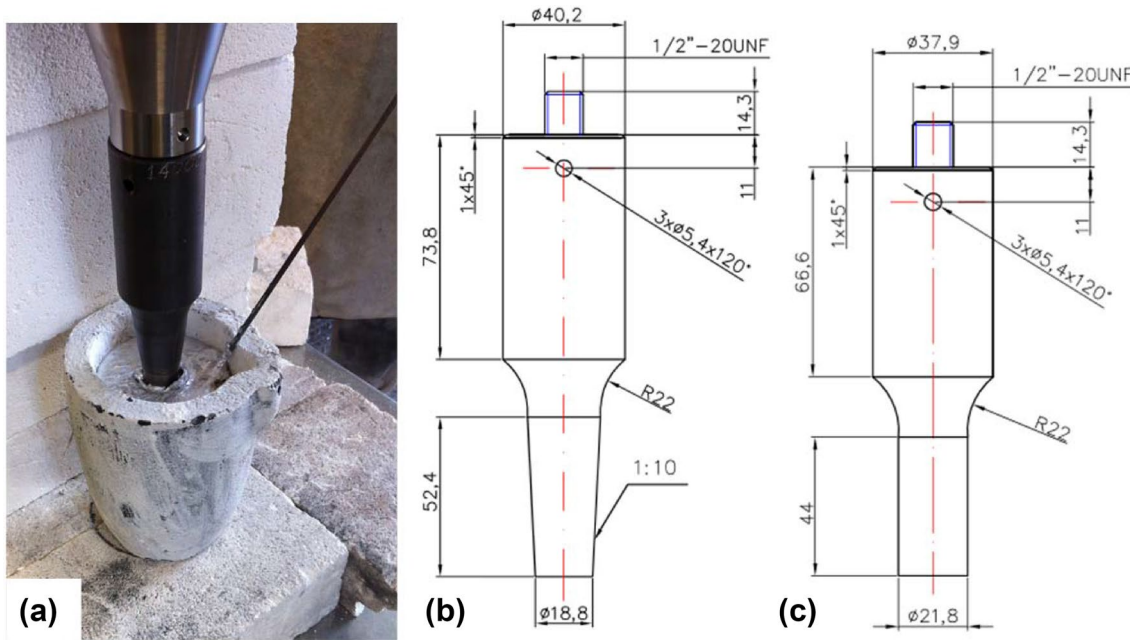 (a)
ø40,2
1/2"-20UNF
14,3
11
1x45°
3xø5,4x120°
73,8
R22
52,4
1:10
ø18,8
(b)
ø37,9
1/2"-20UNF
14,3
11
1x45°
3xø5,4x120°
66,6
R22
44
ø21,8
(c)